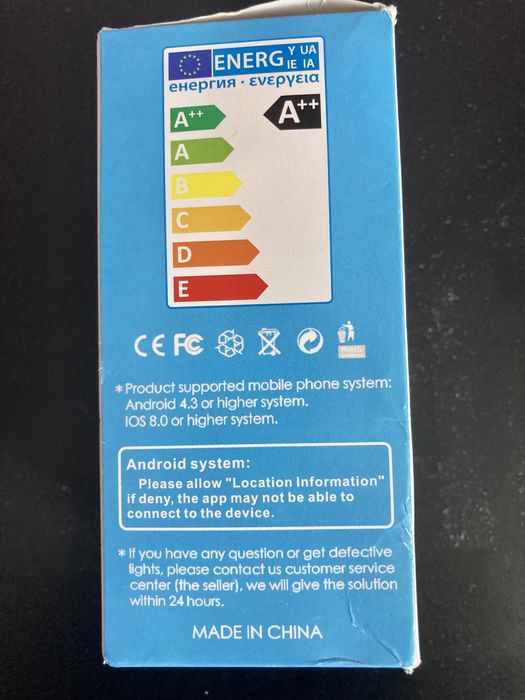 ENERG Y UA
IE IA
енергия · ενεργεια
A++
A++
A
B
C
D
E
CE FC
RoHS
*Product supported mobile phone system:
Android 4.3 or higher system.
IOS 8.0 or higher system.
Android system:
Please allow "Location Information"
if deny, the app may not be able to
connect to the device.
*If you have any question or get defective
lights, please contact us customer service
center (the seller), we will give the solution
within 24 hours.
MADE IN CHINA